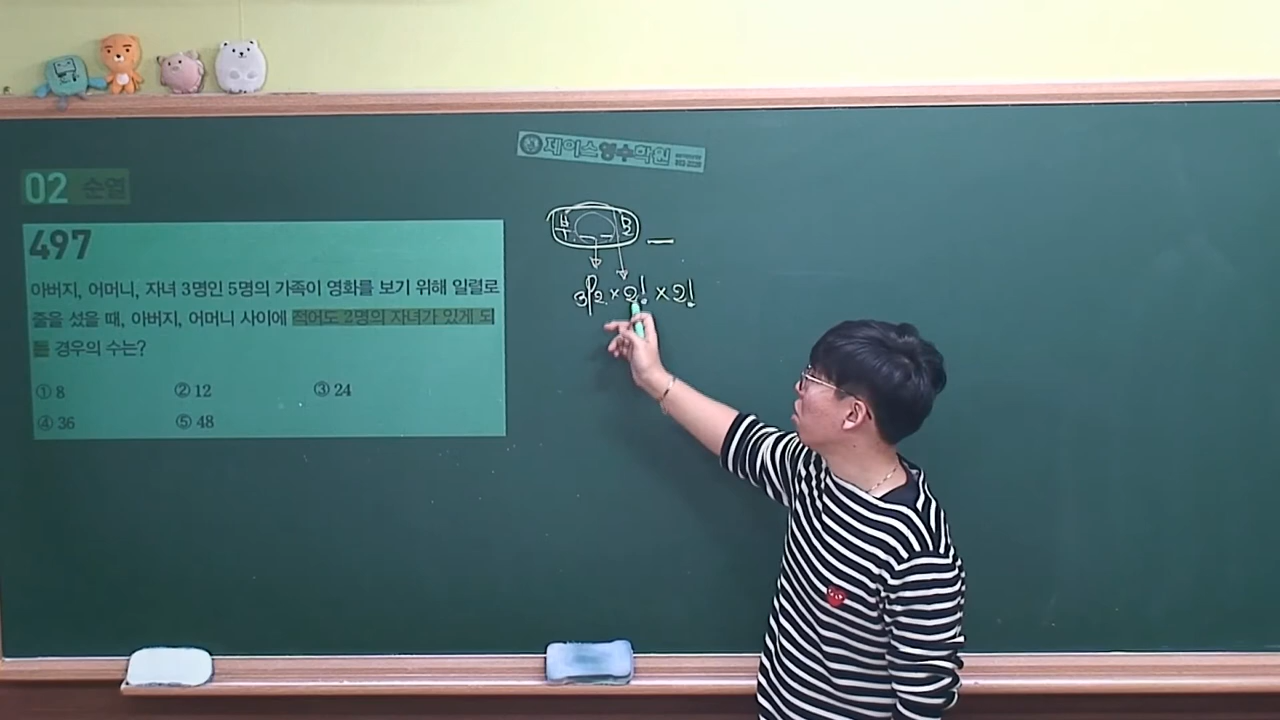 제이스영수학원
02 순열
497
아버지, 어머니, 자녀 3명인 5명의 가족이 영화를 보기 위해 일렬로
줄을 섰을 때, 아버지, 어머니 사이에 적어도 2명의 자녀가 있게 되
는 경우의 수는?
① 8 ② 12 ③ 24
④ 36 ⑤ 48
부 모
3P2 × 2! × 2!